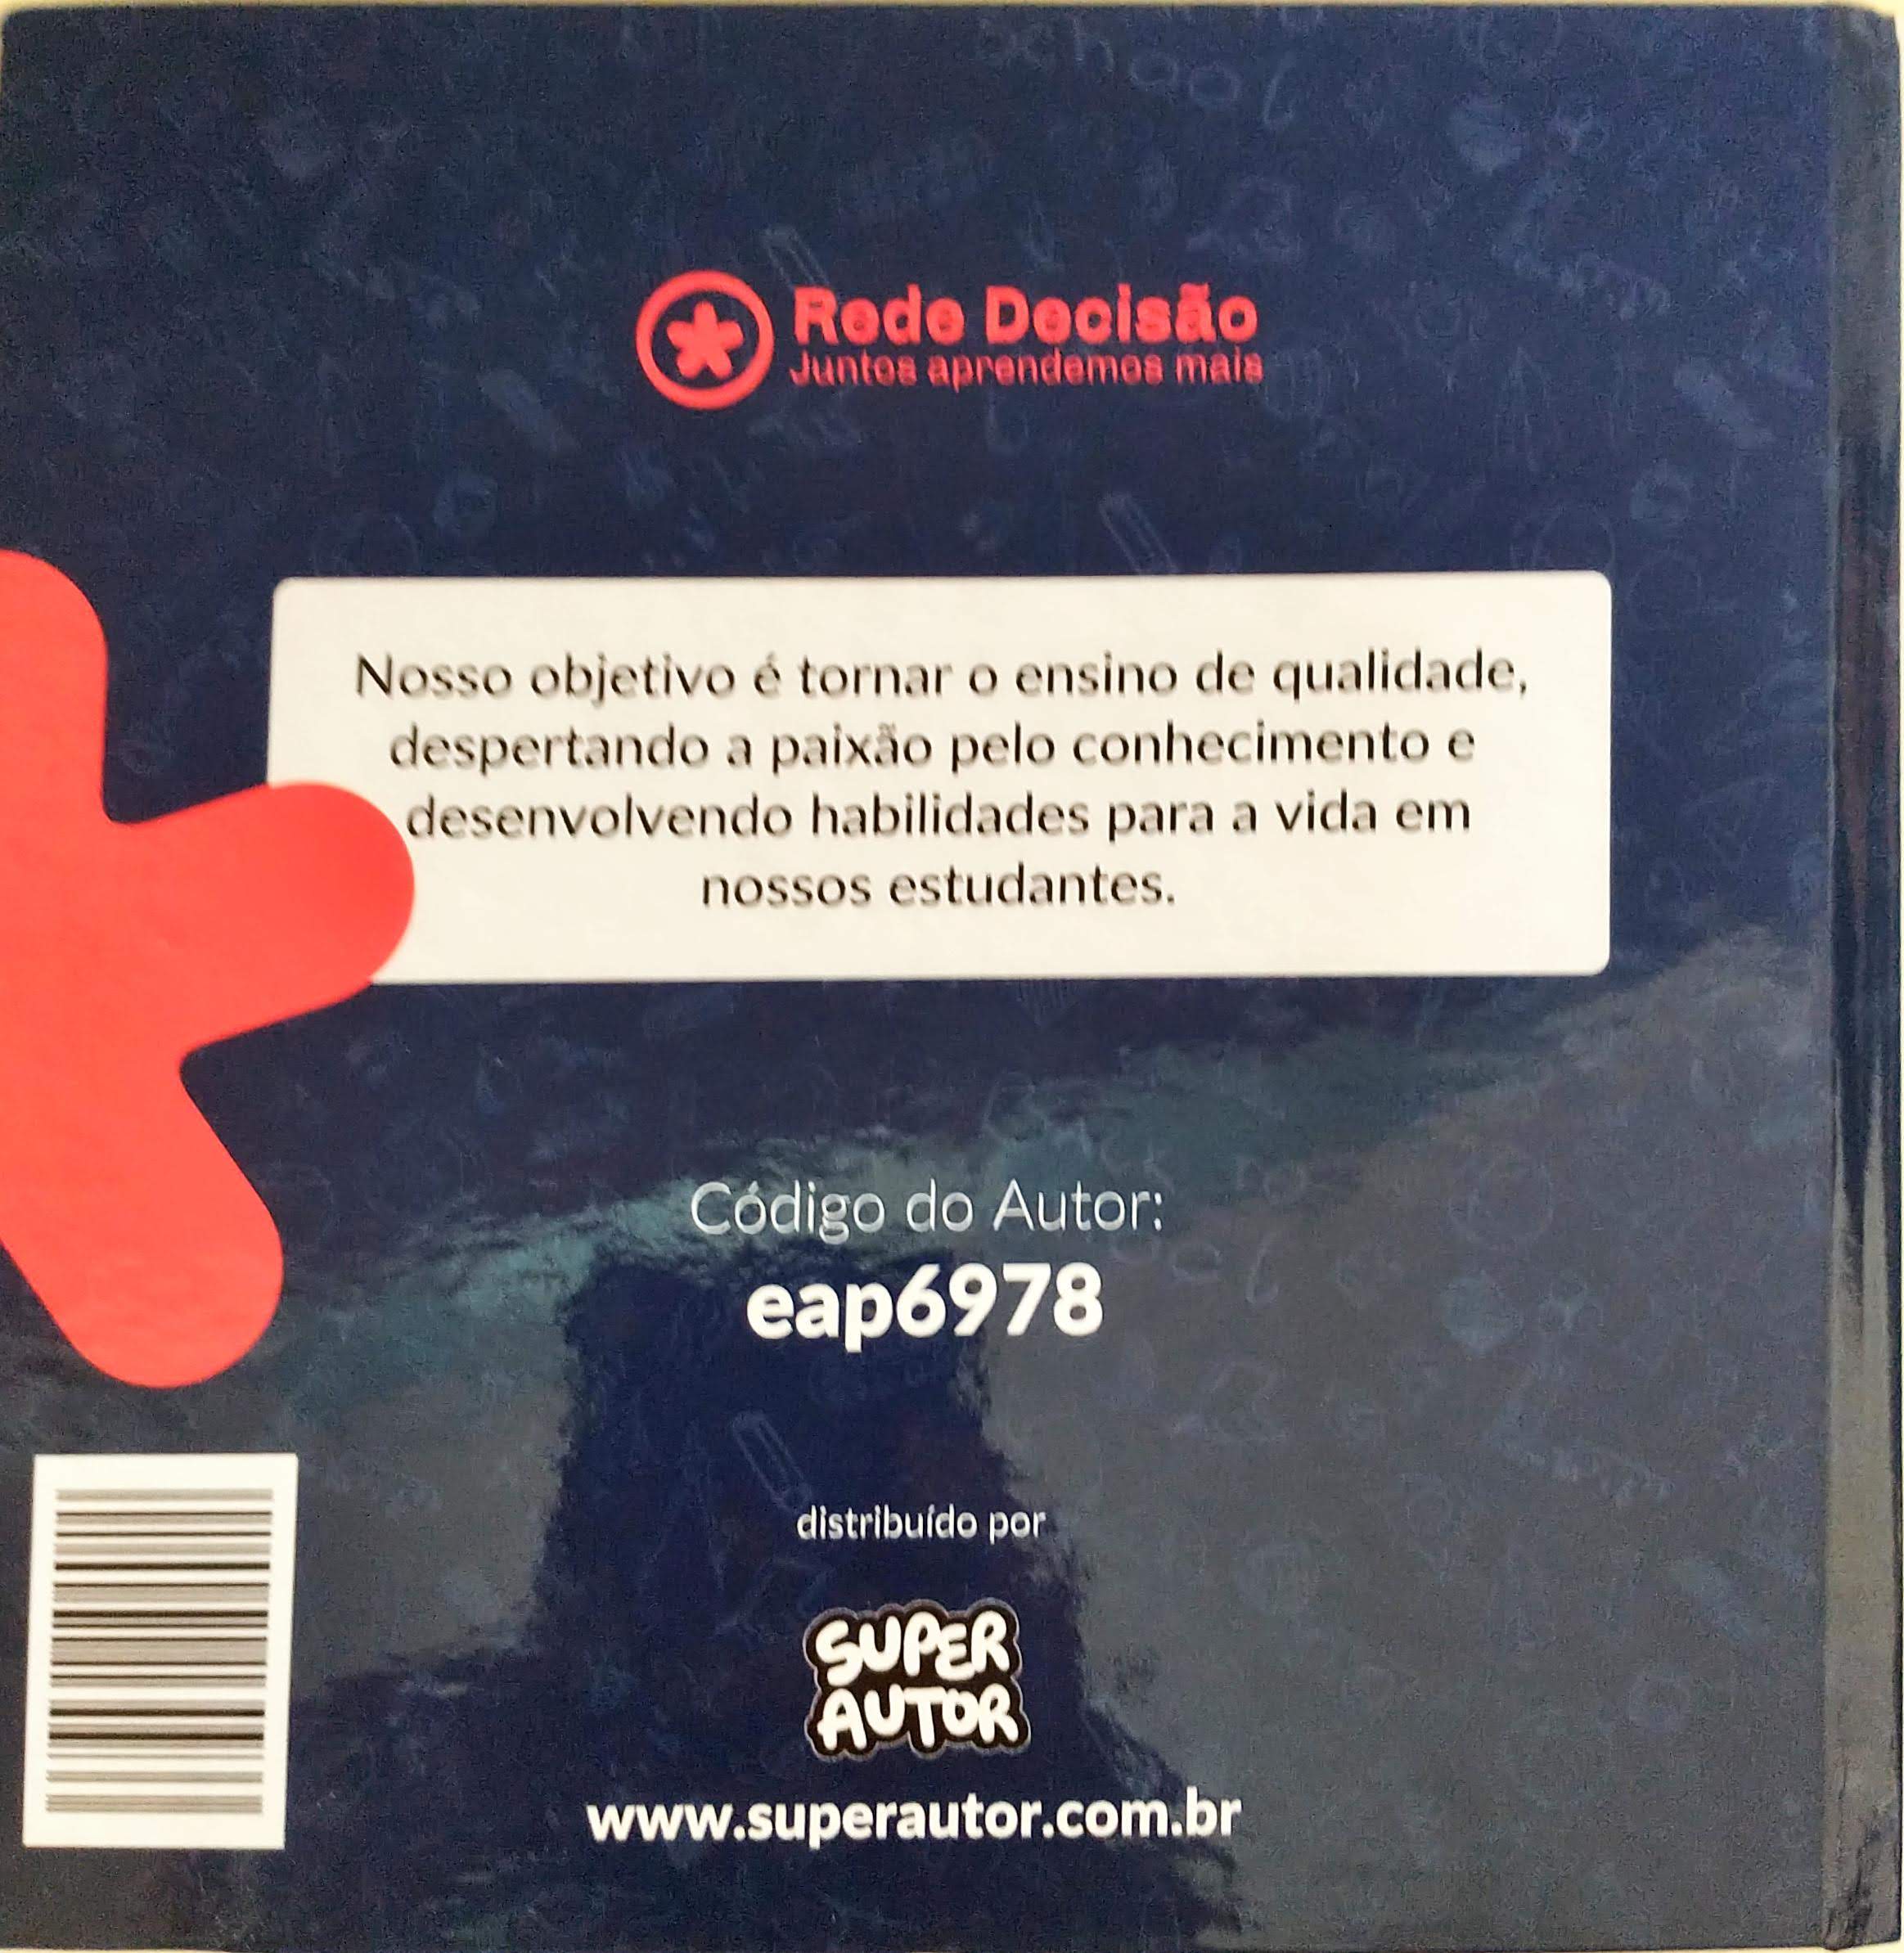 Rede Decisão
Juntos aprendemos mais
Nosso objetivo é tornar o ensino de qualidade,
despertando a paixão pelo conhecimento e
desenvolvendo habilidades para a vida em
nossos estudantes.
Código do Autor:
eap6978
distribuído por
SUPER
AUTOR
www.superautor.com.br